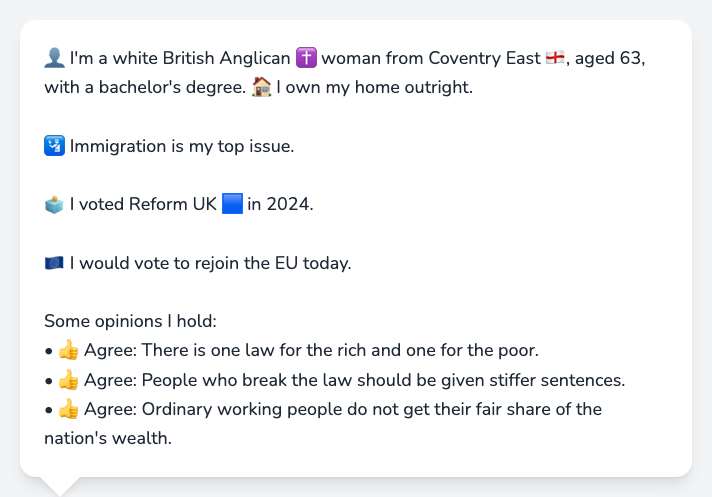 👤 I'm a white British Anglican ✝️ woman from Coventry East 🏴󠁧󠁢󠁥󠁮󠁧󠁿, aged 63,
with a bachelor's degree. 🏠 I own my home outright.
🛂 Immigration is my top issue.
🗳️ I voted Reform UK 🟦 in 2024.
🇪🇺 I would vote to rejoin the EU today.
Some opinions I hold:
• 👍 Agree: There is one law for the rich and one for the poor.
• 👍 Agree: People who break the law should be given stiffer sentences.
• 👍 Agree: Ordinary working people do not get their fair share of the
nation's wealth.